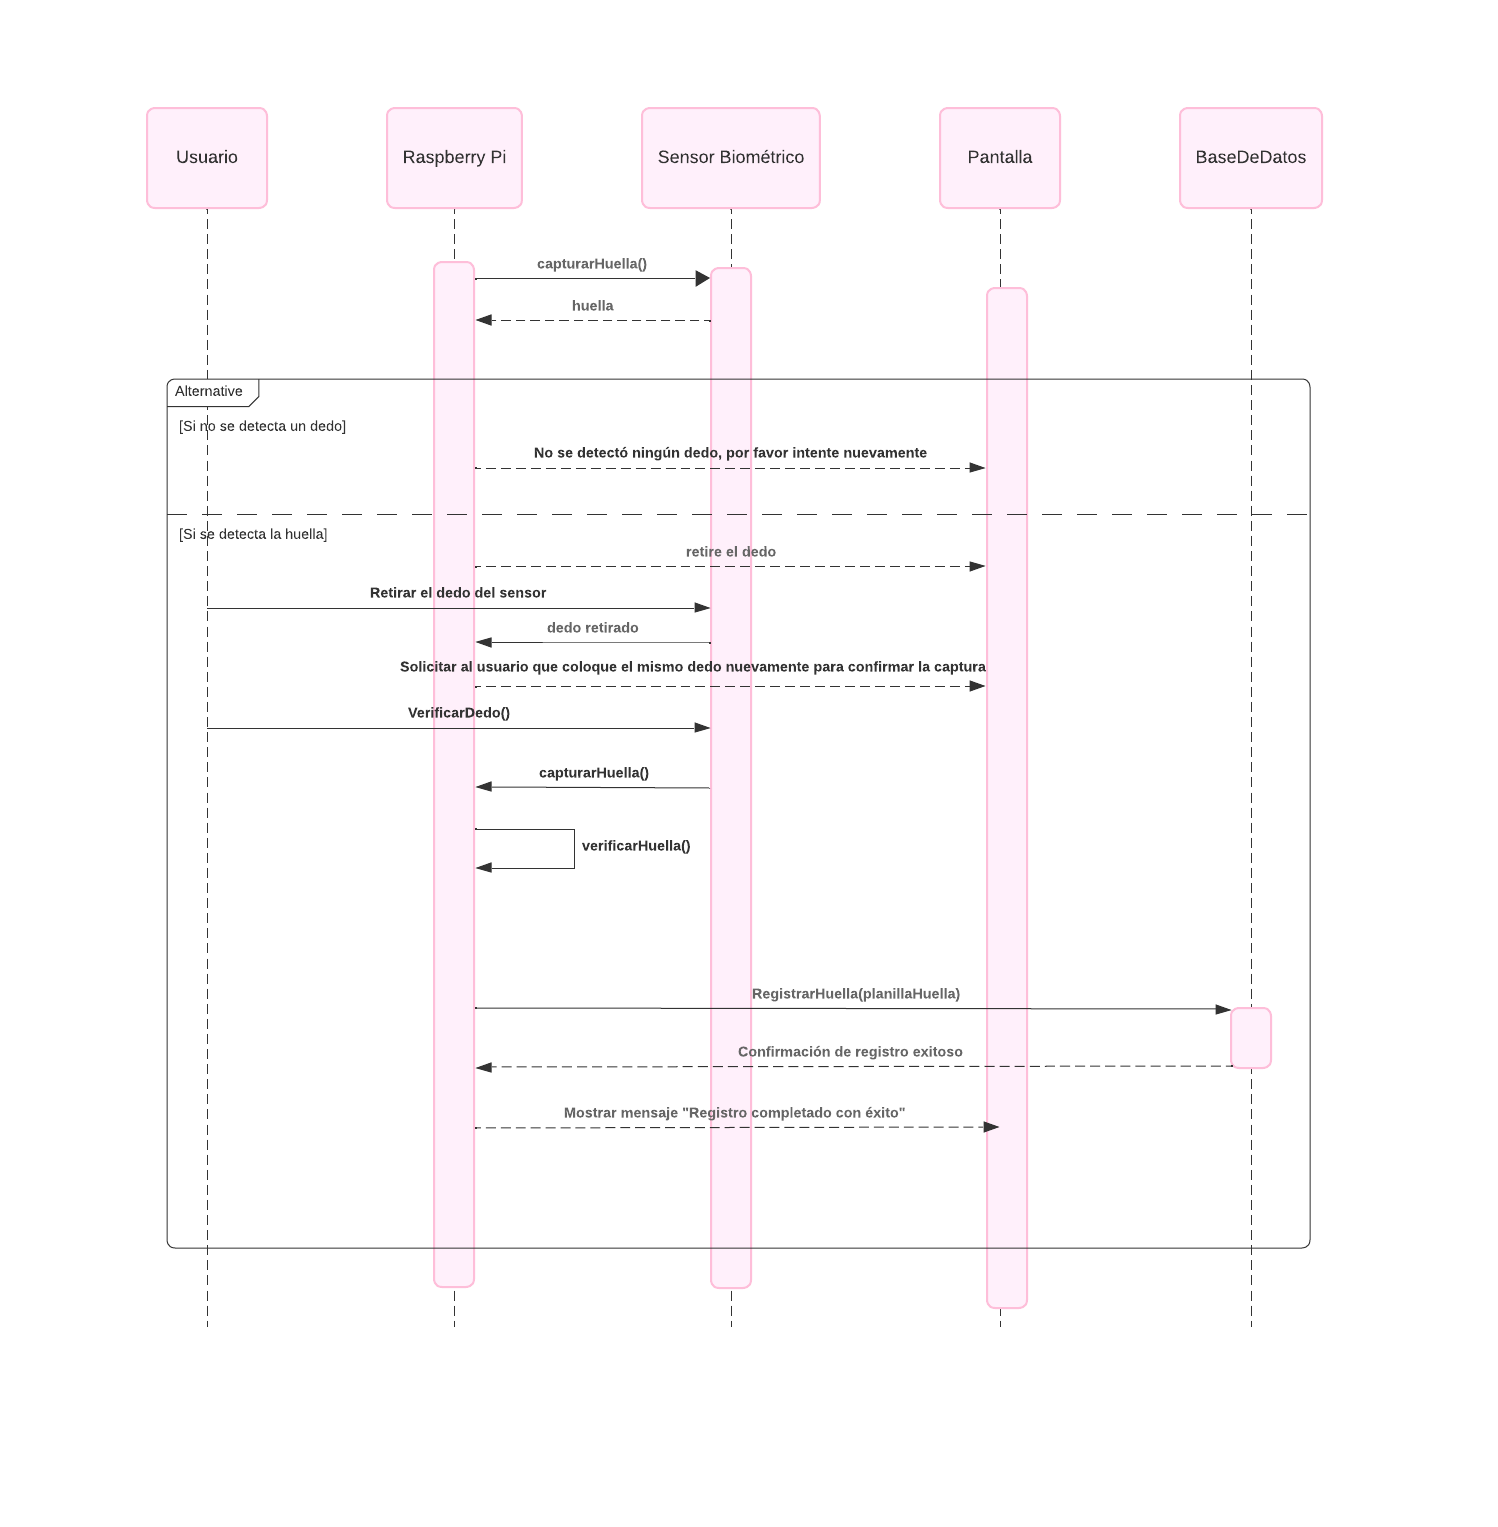 Usuario
Raspberry Pi
Sensor Biométrico
Pantalla
BaseDeDatos
capturarHuella()
huella
Alternative
[Si no se detecta un dedo]
No se detectó ningún dedo, por favor intente nuevamente
[Si se detecta la huella]
retire el dedo
Retirar el dedo del sensor
dedo retirado
Solicitar al usuario que coloque el mismo dedo nuevamente para confirmar la captura
VerificarDedo()
capturarHuella()
verificarHuella()
RegistrarHuella(planillaHuella)
Confirmación de registro exitoso
Mostrar mensaje "Registro completado con éxito"